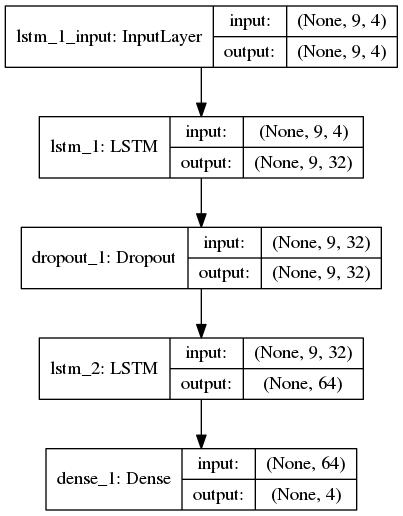 lstm_1_input: InputLayer
input: (None, 9, 4)
output: (None, 9, 4)
lstm_1: LSTM
input: (None, 9, 4)
output: (None, 9, 32)
dropout_1: Dropout
input: (None, 9, 32)
output: (None, 9, 32)
lstm_2: LSTM
input: (None, 9, 32)
output: (None, 64)
dense_1: Dense
input: (None, 64)
output: (None, 4)